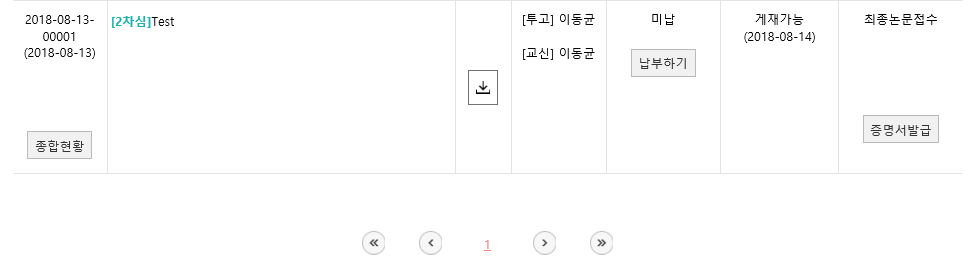 2018-08-13-
00001
(2018-08-13)
종합현황
[2차심]Test
[투고] 이동균
[교신] 이동균
미납
납부하기
게재가능
(2018-08-14)
최종논문접수
증명서발급
1